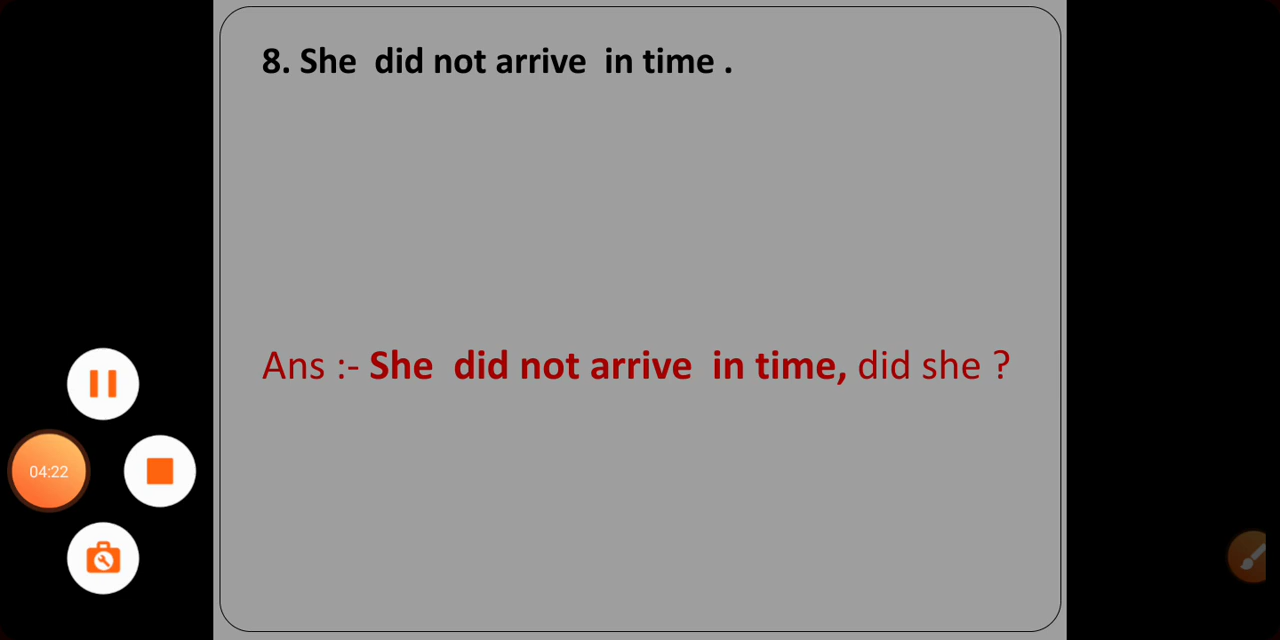 8. She did not arrive in time .
Ans :- She did not arrive in time, did she ?
04:22